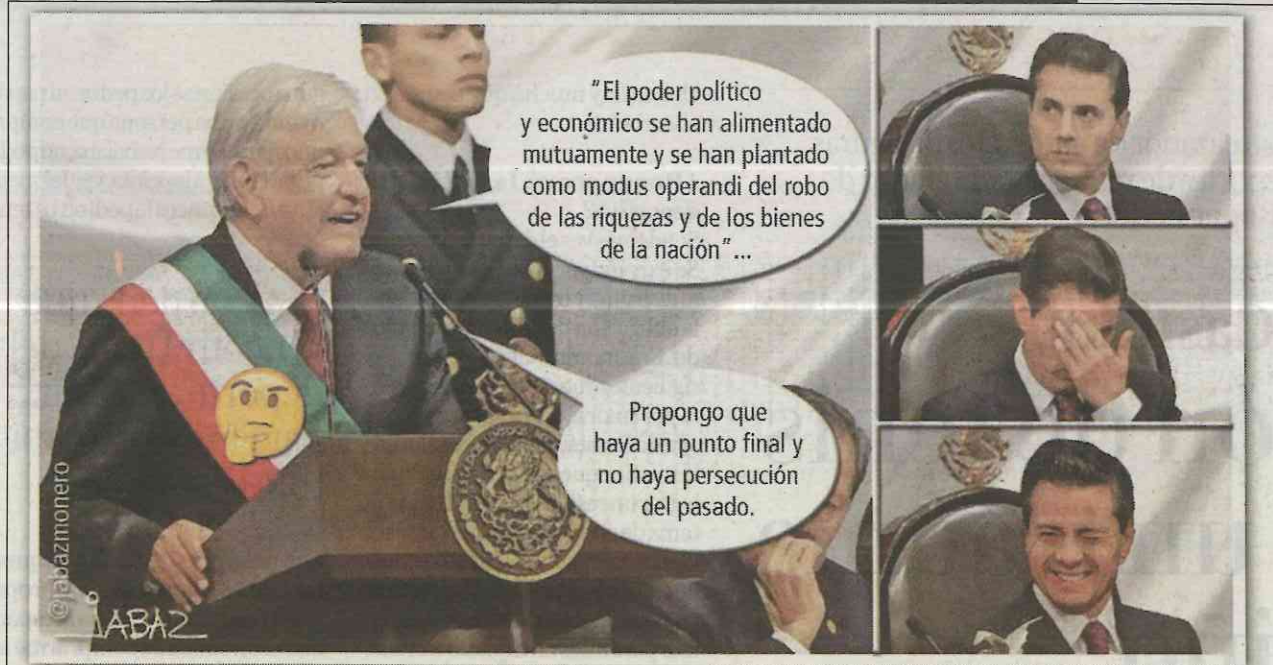 "El poder político
y económico se han alimentado
mutuamente y se han plantado
como modus operandi del robo
de las riquezas y de los bienes
de la nación"...
Propongo que
haya un punto final y
no haya persecución
del pasado.
@jabazmonero
JABAZ